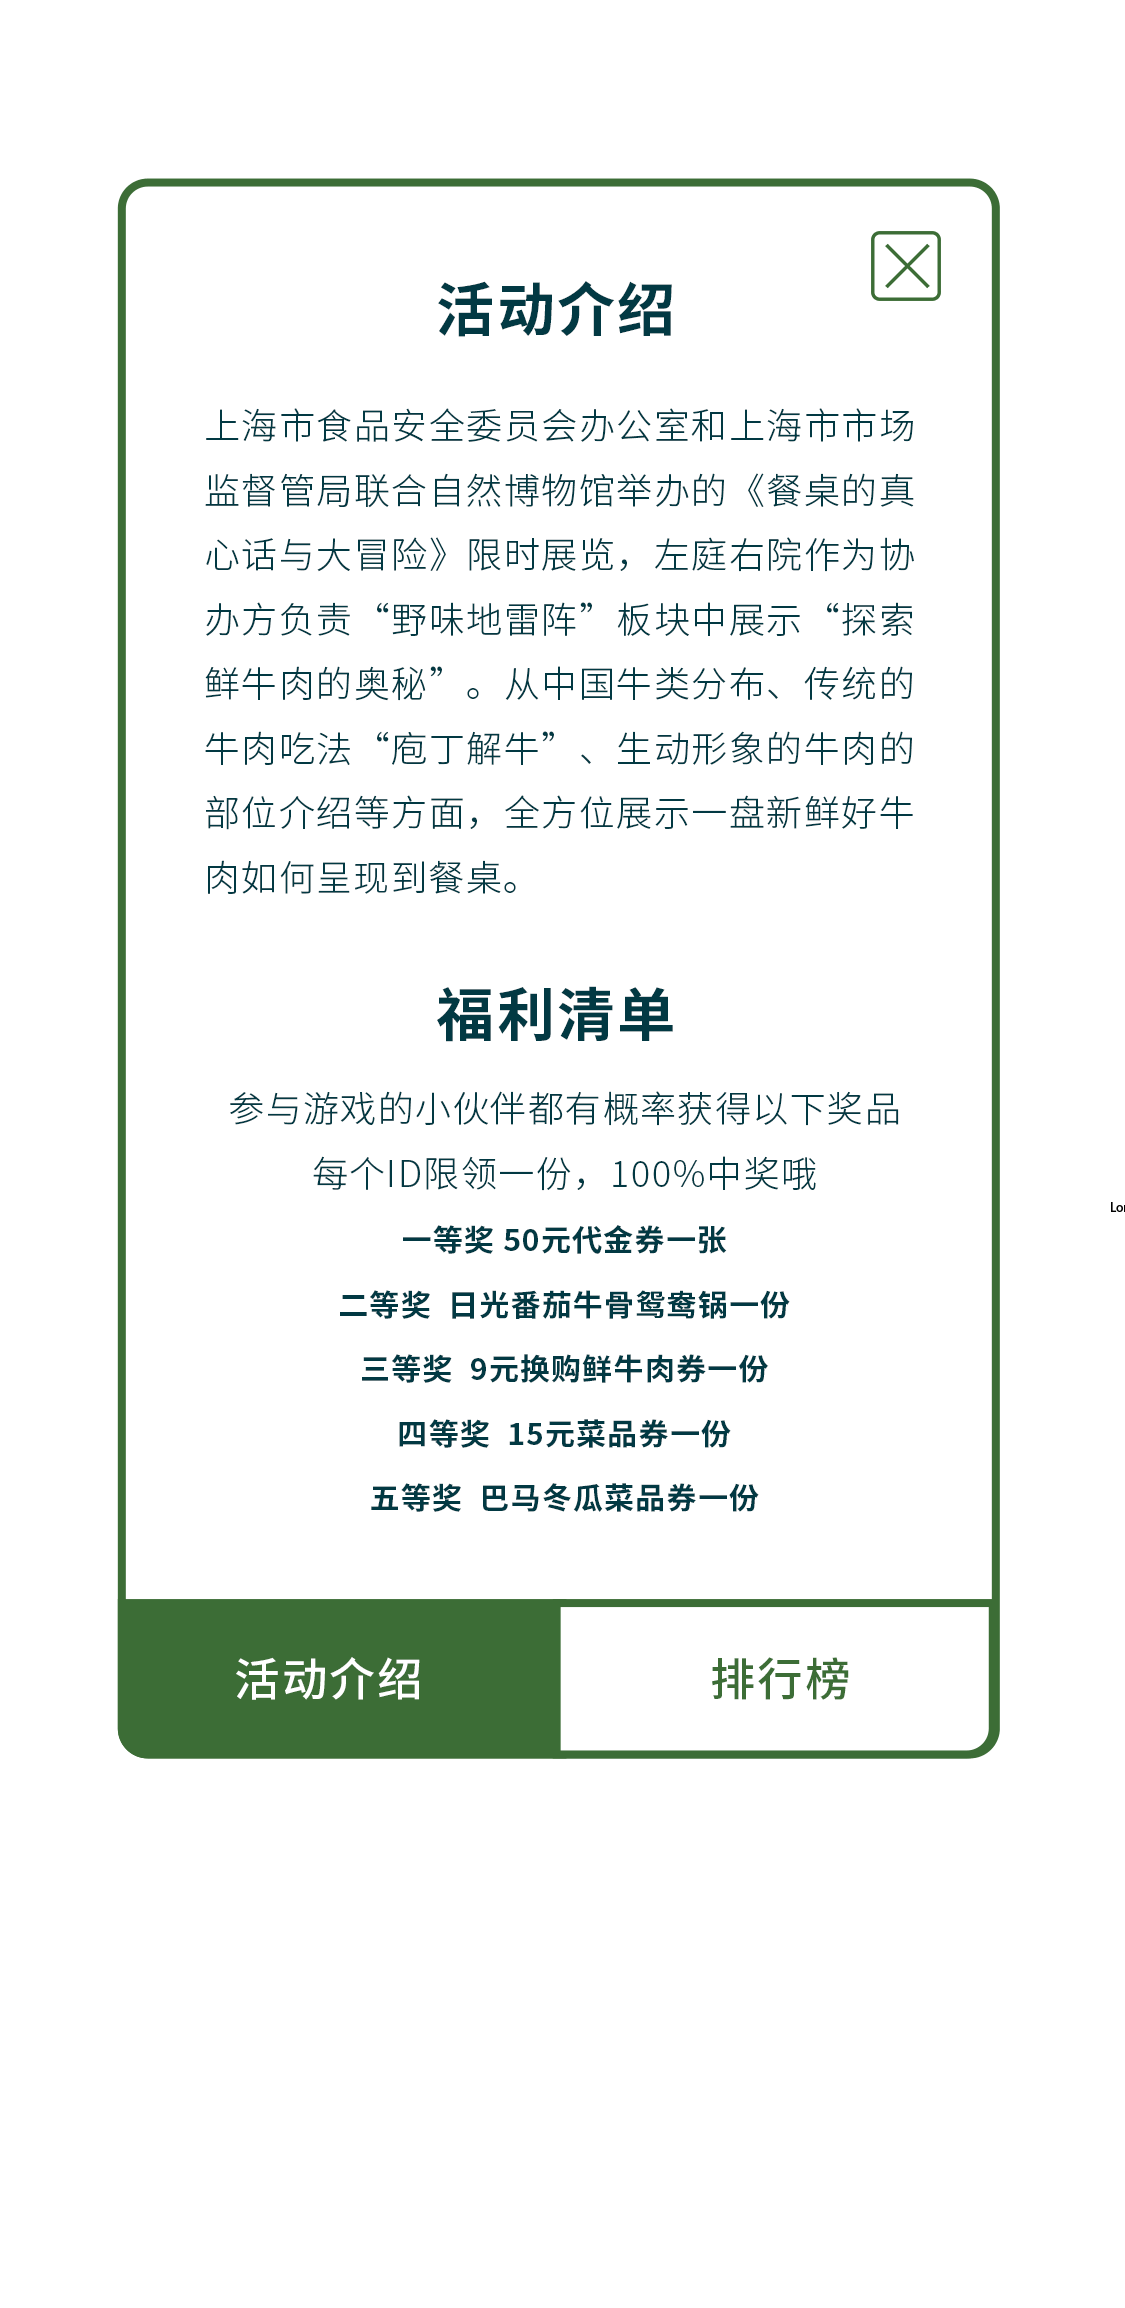 活动介绍
上海市食品安全委员会办公室和上海市市场
监督管局联合自然博物馆举办的《餐桌的真
心话与大冒险》限时展览，左庭右院作为协
办方负责“野味地雷阵”板块中展示“探索
鲜牛肉的奥秘”。从中国牛类分布、传统的
牛肉吃法“庖丁解牛”、生动形象的牛肉的
部位介绍等方面，全方位展示一盘新鲜好牛
肉如何呈现到餐桌。
福利清单
参与游戏的小伙伴都有概率获得以下奖品
每个ID限领一份，100%中奖哦
Lor
一等奖 50元代金券一张
二等奖 日光番茄牛骨鸳鸯锅一份
三等奖 9元换购鲜牛肉券一份
四等奖 15元菜品券一份
五等奖 巴马冬瓜菜品券一份
活动介绍
排行榜